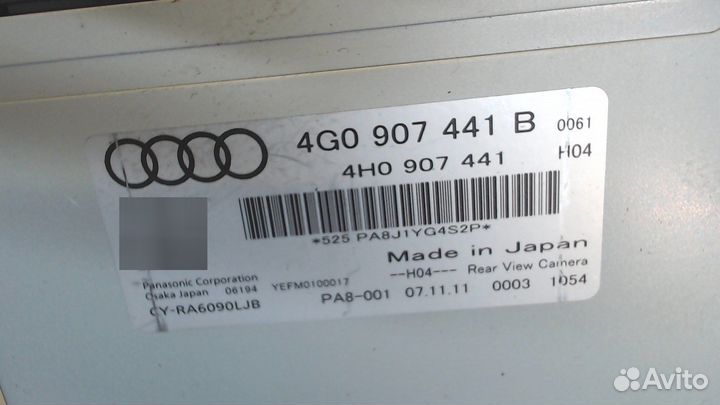 4G0 907 441 B 0061
4H0 907 441 H04
*525 PA8J1YG4S2P*
Made in Japan
Panasonic Corporation
Osaka Japan 06194 YEFM0100017 --H04--- Rear View Camera
CY-RA6090LJB PA8-001 07.11.11 0003 1054
Avito